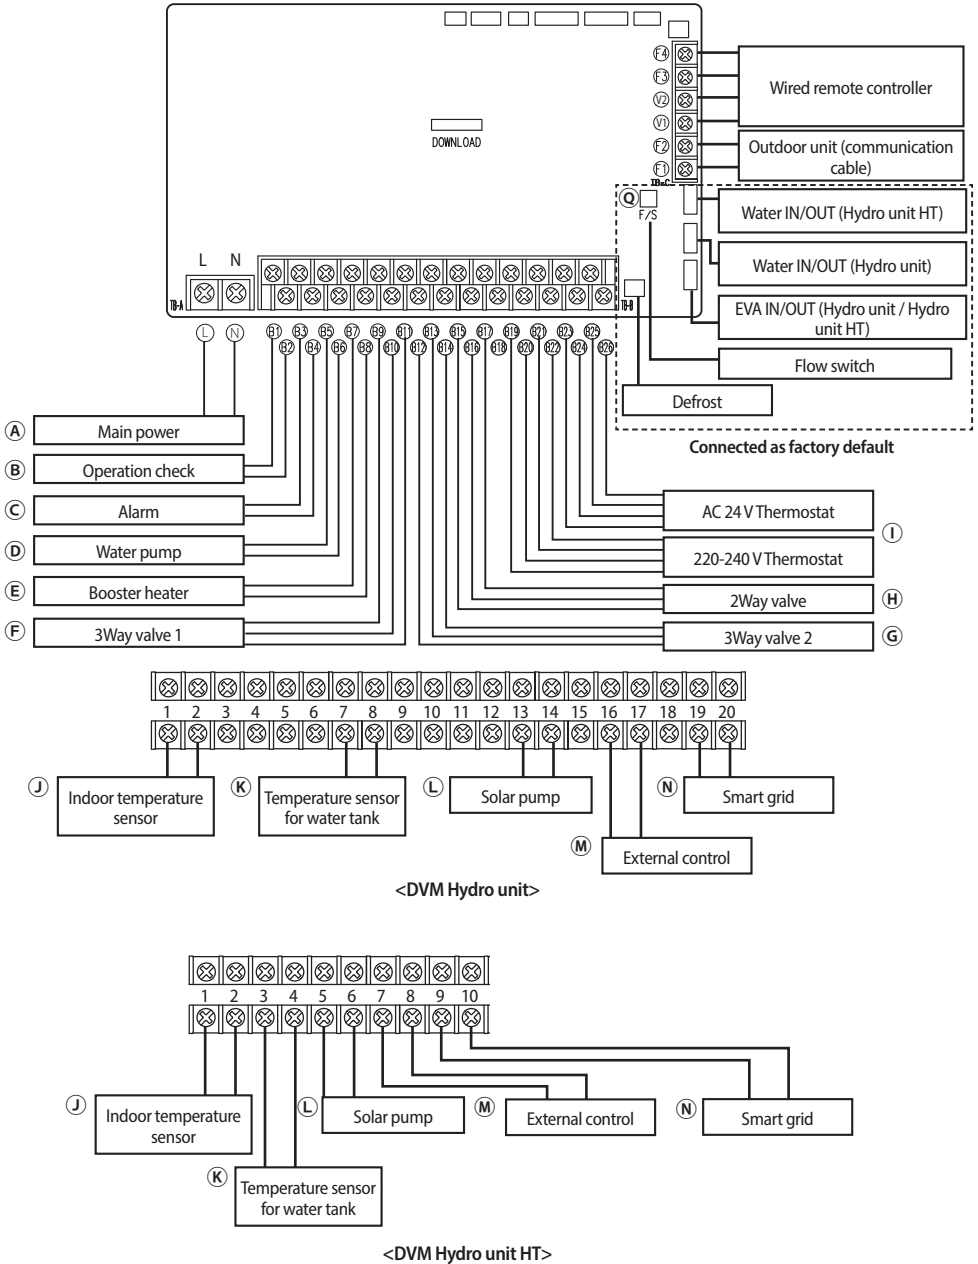 F4
F3
V2
V1
F2
F1
TB-C
Wired remote controller
Outdoor unit (communication
cable)
DOWNLOAD
Q
F/S
Water IN/OUT (Hydro unit HT)
Water IN/OUT (Hydro unit)
EVA IN/OUT (Hydro unit / Hydro
unit HT)
Flow switch
Defrost
Connected as factory default
L N
TB-A
TB-B
L N
B1 B3 B5 B7 B9 B11 B13 B15 B17 B19 B21 B23 B25
B2 B4 B6 B8 B10 B12 B14 B16 B18 B20 B22 B24 B26
A Main power
B Operation check
C Alarm
D Water pump
E Booster heater
F 3Way valve 1
AC 24 V Thermostat
I
220-240 V Thermostat
2Way valve H
3Way valve 2 G
1 2 3 4 5 6 7 8 9 10 11 12 13 14 15 16 17 18 19 20
J Indoor temperature
sensor
K Temperature sensor
for water tank
L Solar pump
N Smart grid
M External control
<DVM Hydro unit>
1 2 3 4 5 6 7 8 9 10
J Indoor temperature
sensor
L Solar pump
M External control
N Smart grid
K Temperature sensor
for water tank
<DVM Hydro unit HT>